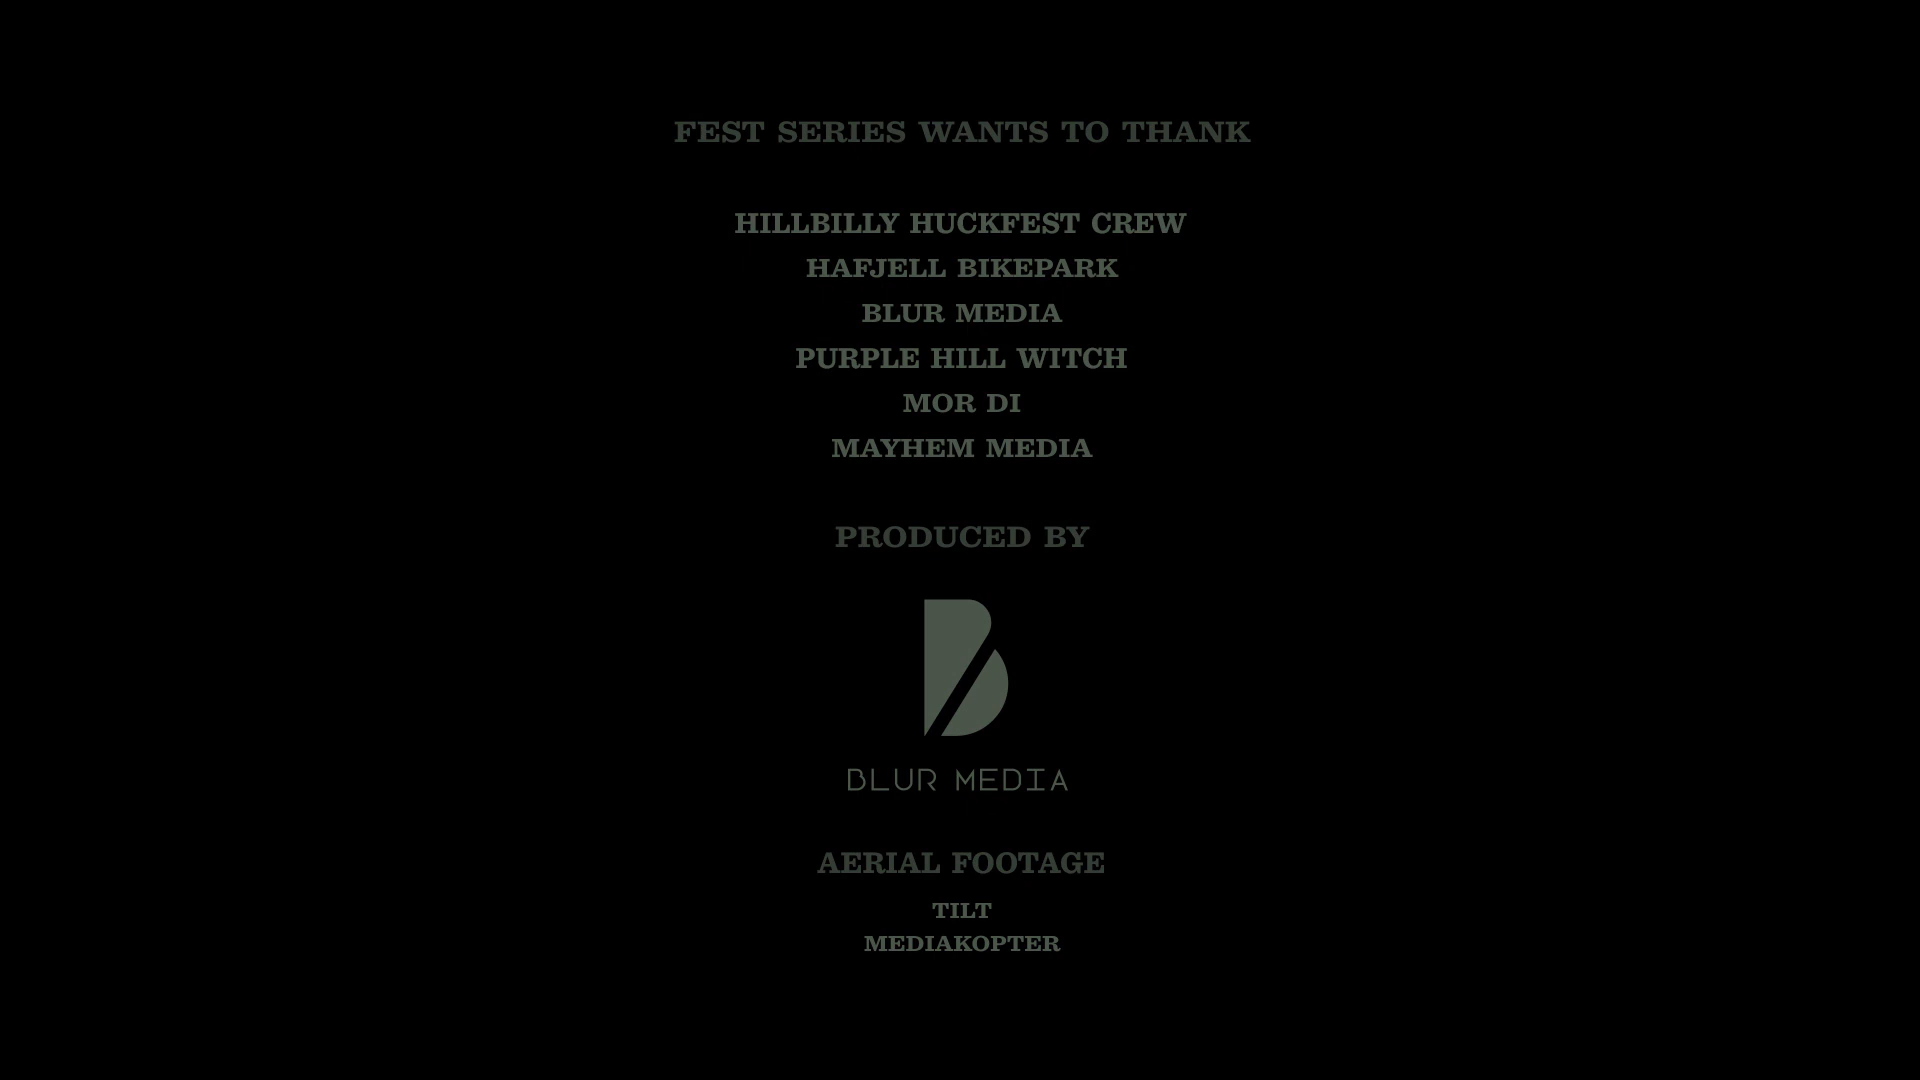 FEST SERIES WANTS TO THANK
HILLBILLY HUCKFEST CREW
HAFJELL BIKEPARK
BLUR MEDIA
PURPLE HILL WITCH
MOR DI
MAYHEM MEDIA
PRODUCED BY
B
BLUR MEDIA
AERIAL FOOTAGE
TILT
MEDIAKOPTER